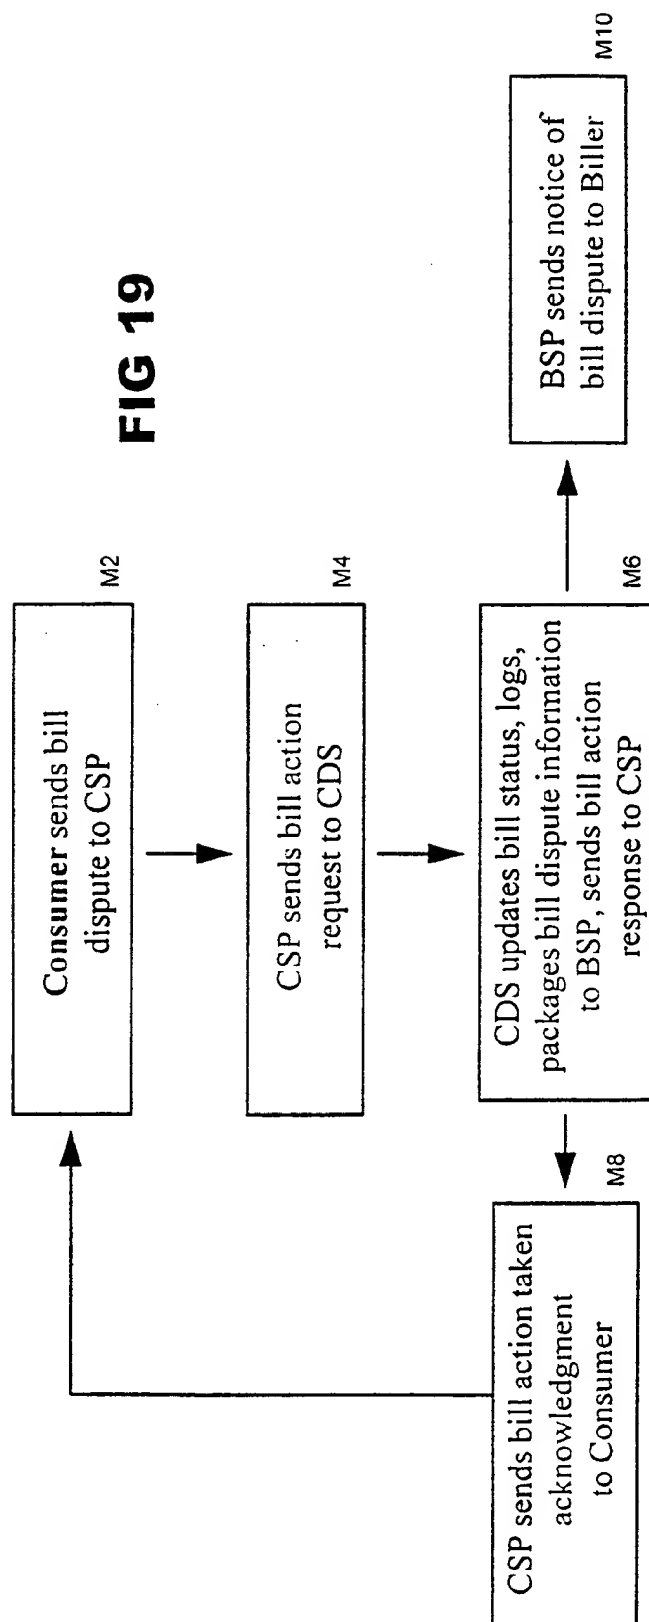 FIG 19
Consumer sends bill
dispute to CSP
M2
CSP sends bill action
request to CDS
M4
CDS updates bill status, logs,
packages bill dispute information
to BSP, sends bill action
response to CSP
M6
CSP sends bill action taken
acknowledgment
to Consumer
M8
BSP sends notice of
bill dispute to Biller
M10